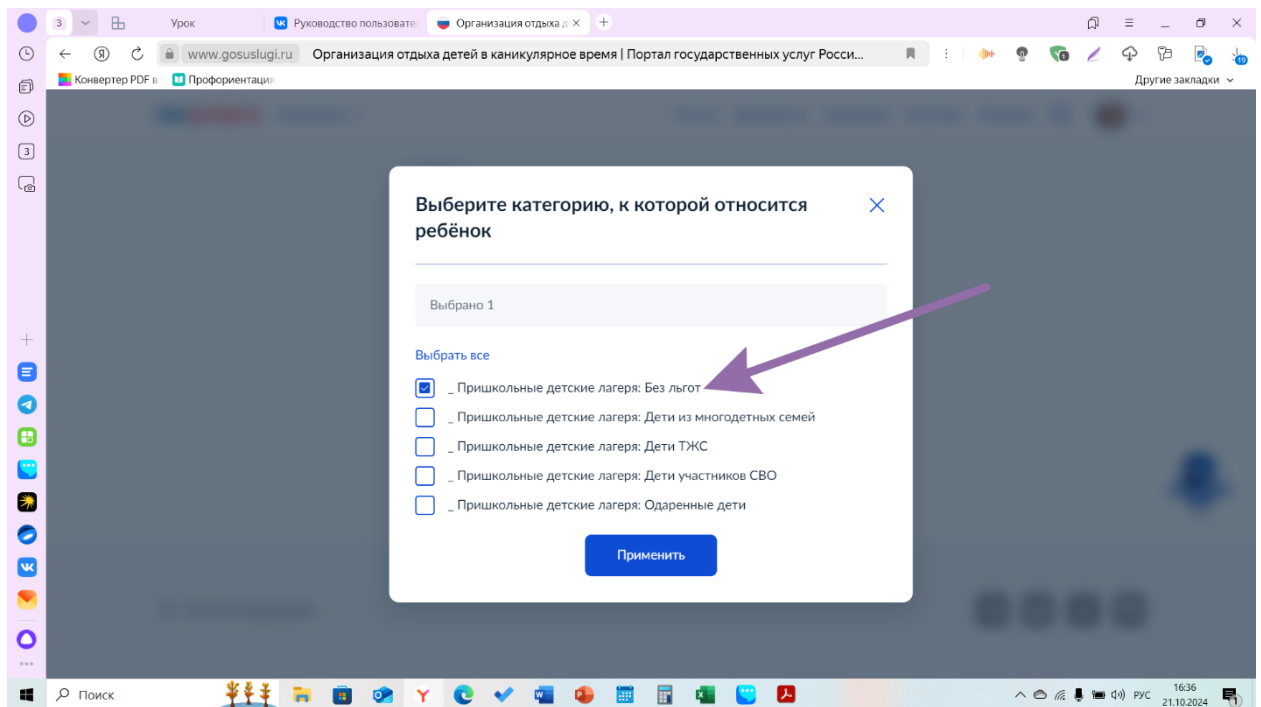 3
Урок
Руководство пользовате
Организация отдыха д
www.gosuslugi.ru Организация отдыха детей в каникулярное время | Портал государственных услуг Росси...
Конвертер PDF в
Профориентация
Другие закладки
3
Выберите категорию, к которой относится
ребёнок
Выбрано 1
Выбрать все
_ Пришкольные детские лагеря: Без льгот
_ Пришкольные детские лагеря: Дети из многодетных семей
_ Пришкольные детские лагеря: Дети ТЖС
_ Пришкольные детские лагеря: Дети участников СВО
_ Пришкольные детские лагеря: Одаренные дети
Применить
Поиск
РУС
16:36
21.10.2024